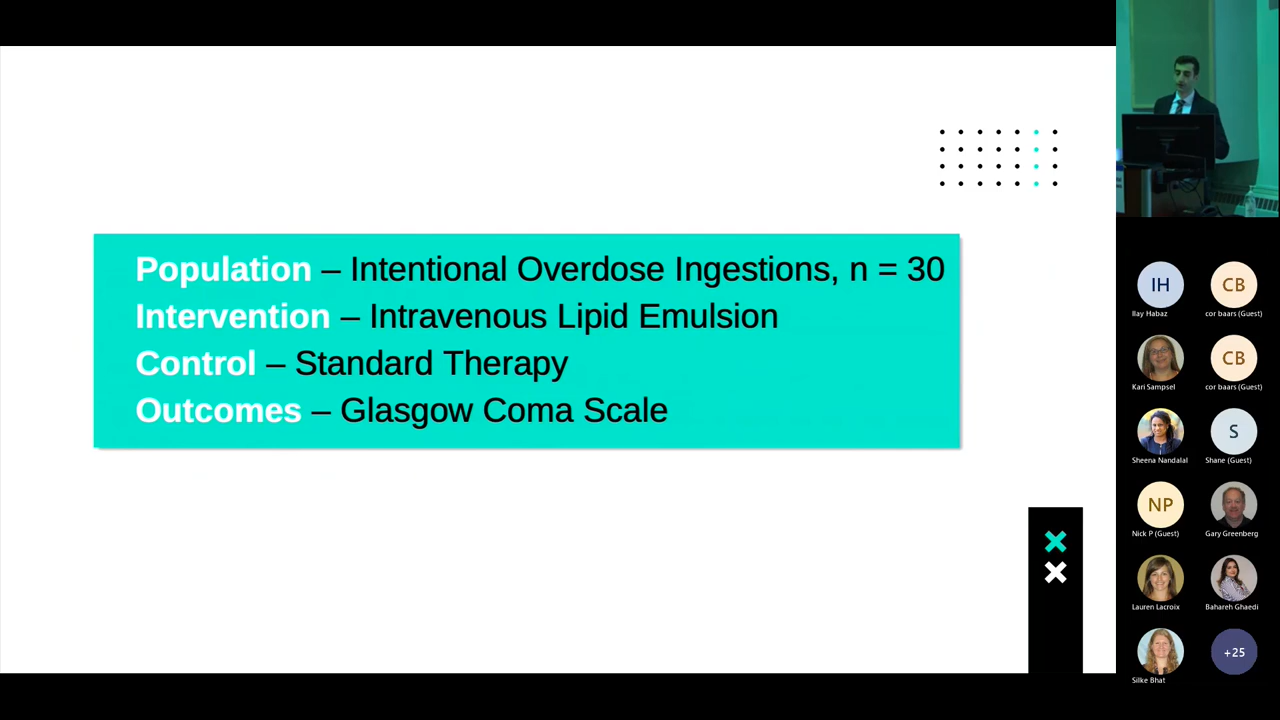 Population – Intentional Overdose Ingestions, n = 30
Intervention – Intravenous Lipid Emulsion
Control – Standard Therapy
Outcomes – Glasgow Coma Scale
IH
CB
Ilay Habaz
cor baars (Guest)
CB
Kari Sampsel
cor baars (Guest)
S
Sheena Nandalal
Shane (Guest)
NP
Nick P (Guest)
Gary Greenberg
Lauren Lacroix
Bahareh Ghaedi
+25
Silke Bhat